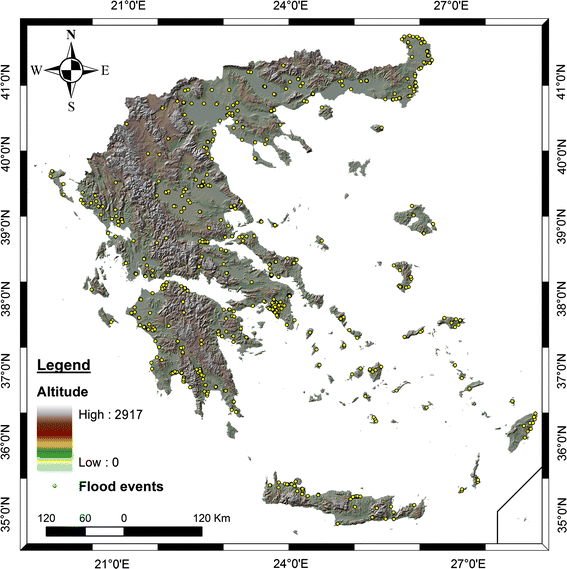 21°0'E 24°0'E 27°0'E
N
W E
S
41°0'N 41°0'N
40°0'N 40°0'N
39°0'N 39°0'N
38°0'N 38°0'N
37°0'N 37°0'N
36°0'N 36°0'N
35°0'N 35°0'N
Legend
Altitude
High : 2917
Low : 0
Flood events
120 60 0 120 Km
21°0'E 24°0'E 27°0'E